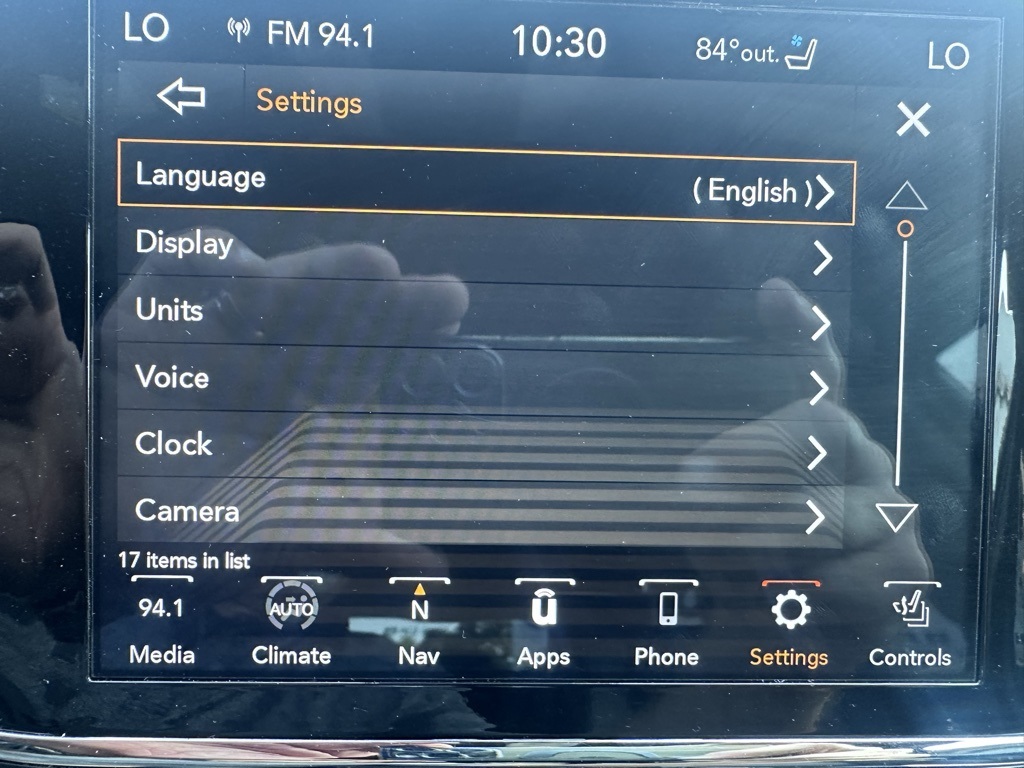 LO FM 94.1 10:30 84°out. LO
Settings
Language ( English )
Display
Units
Voice
Clock
Camera
17 items in list
94.1 AUTO N u
Media Climate Nav Apps Phone Settings Controls